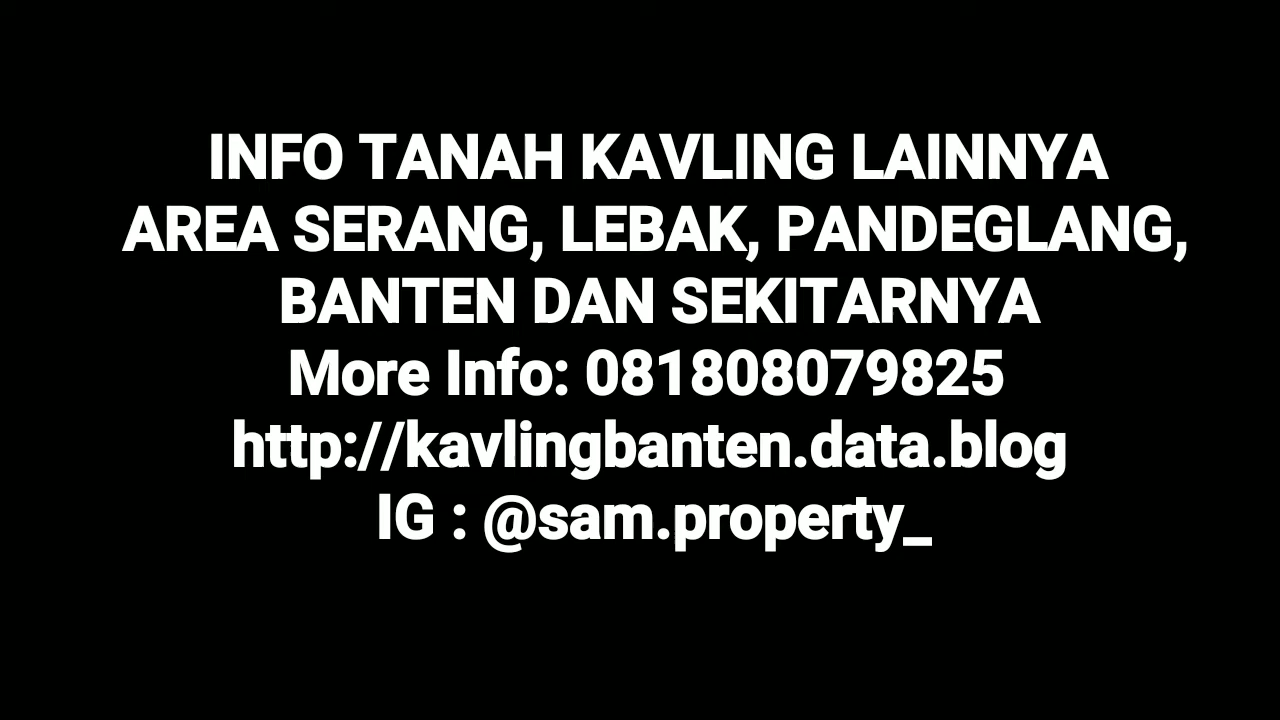 INFO TANAH KAVLING LAINNYA
AREA SERANG, LEBAK, PANDEGLANG,
BANTEN DAN SEKITARNYA
More Info: 081808079825
http://kavlingbanten.data.blog
IG : @sam.property_